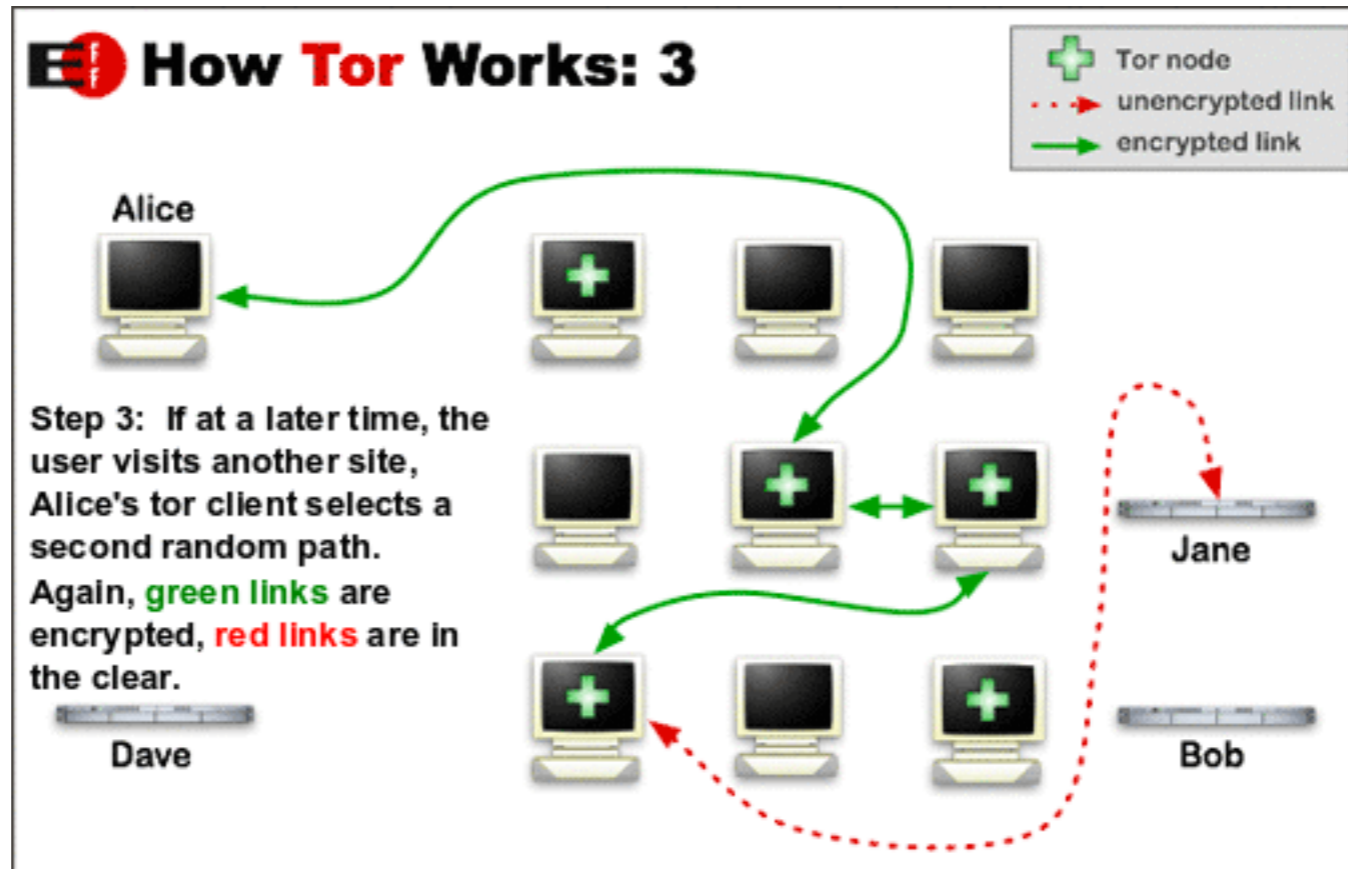 EFF How Tor Works: 3
Tor node
unencrypted link
encrypted link
Alice
Step 3: If at a later time, the
user visits another site,
Alice's tor client selects a
second random path.
Again, green links are
encrypted, red links are in
the clear.
Jane
Dave
Bob